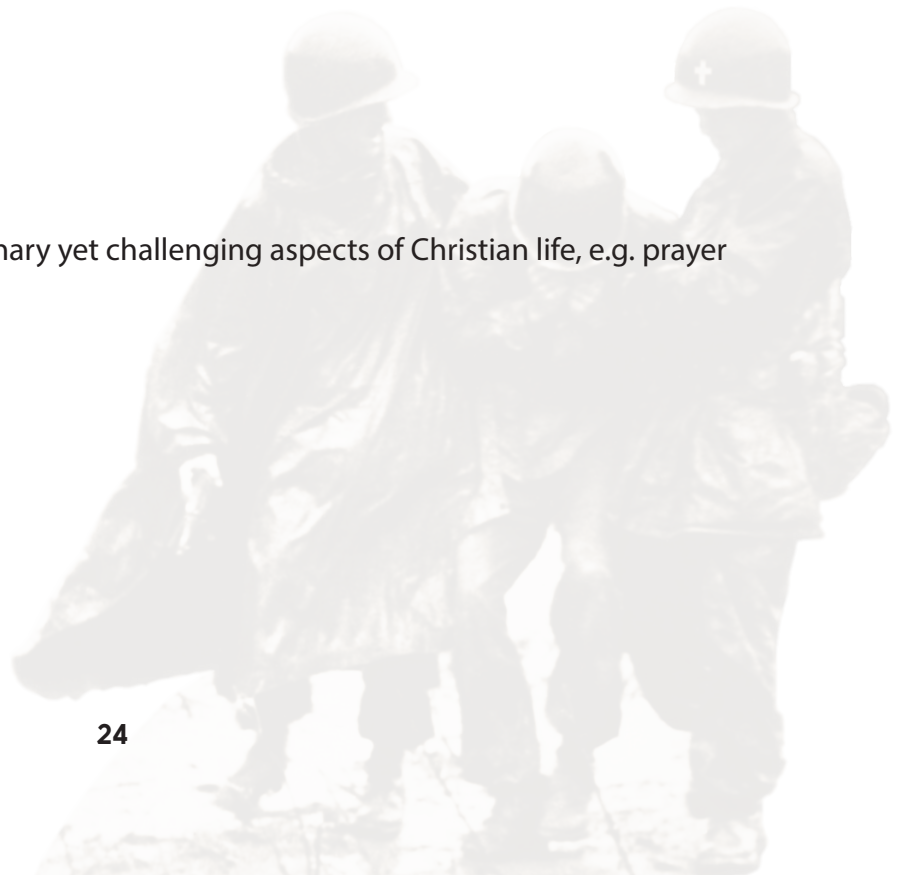 nary yet challenging aspects of Christian life, e.g. prayer
24